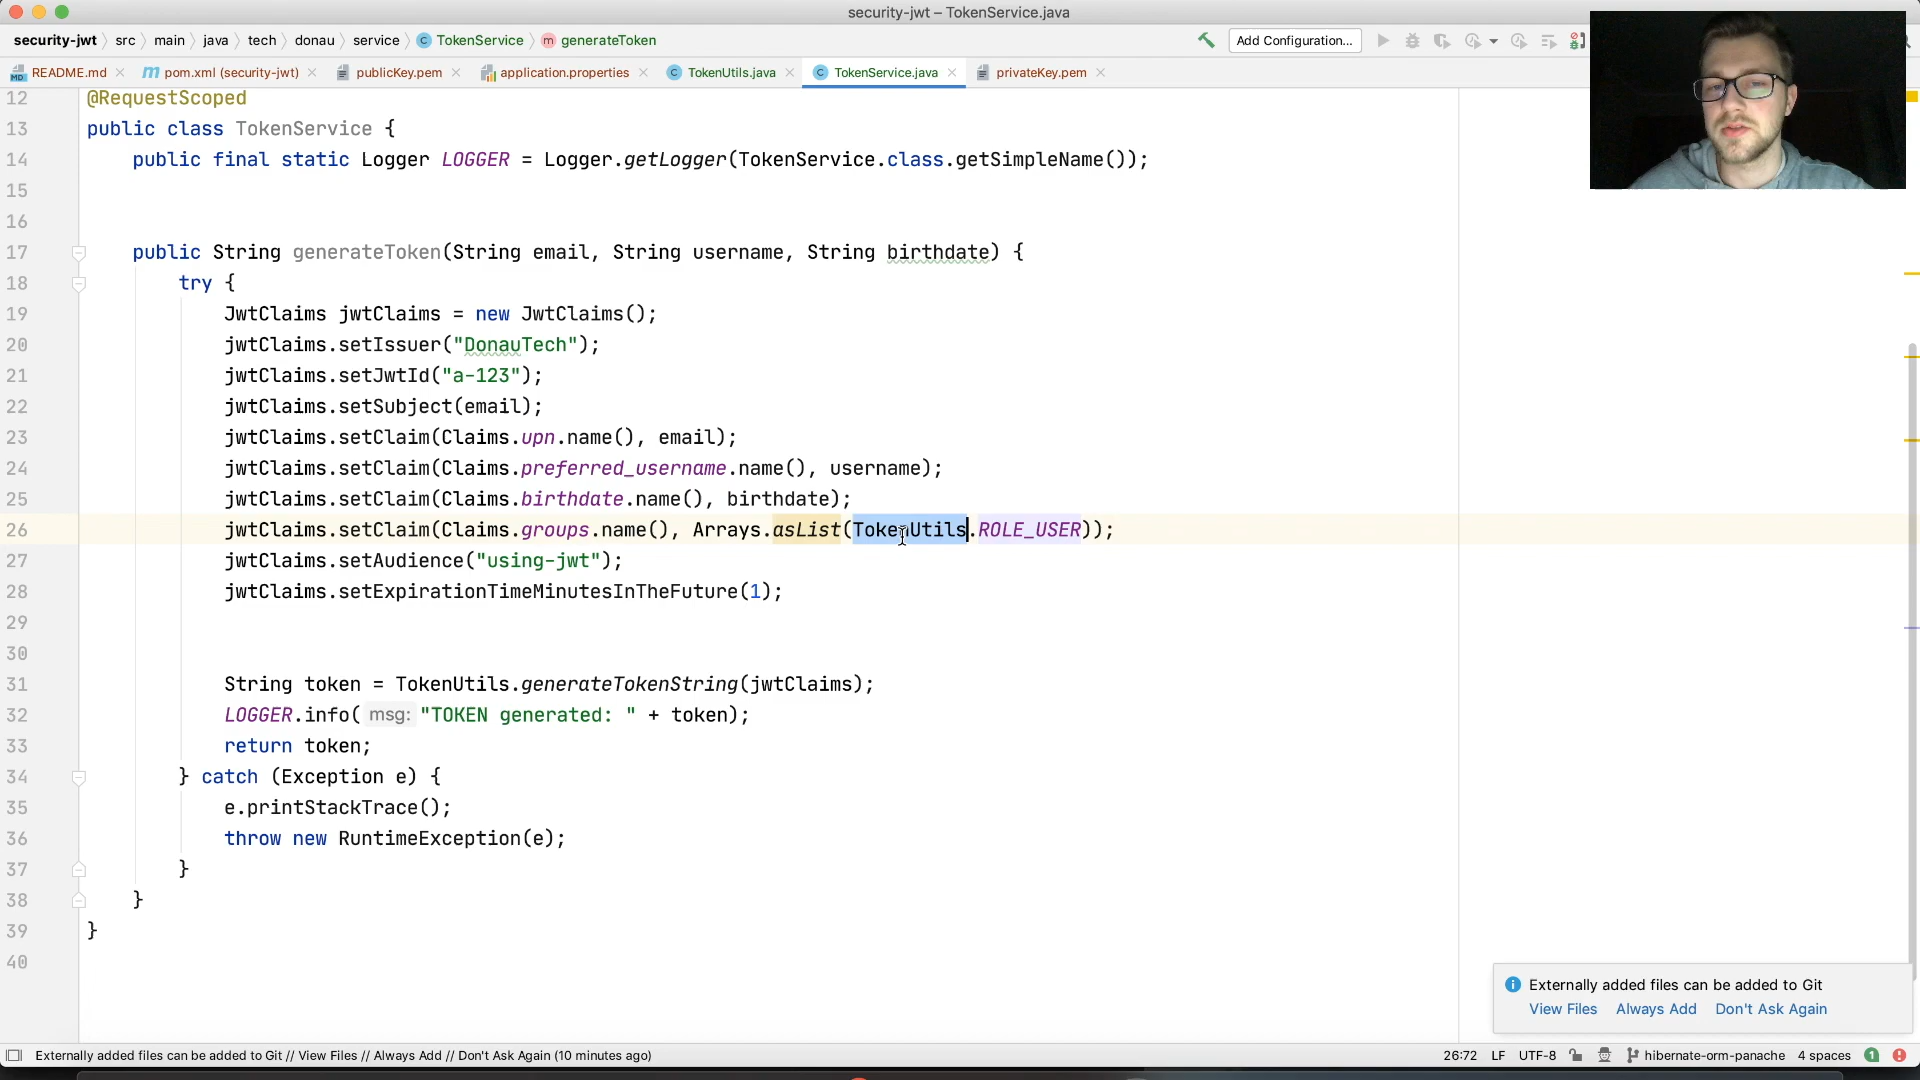 security-jwt – TokenService.java
security-jwt src main java tech donau service C TokenService m generateToken Add Configuration...
MD README.md m pom.xml (security-jwt) publicKey.pem application.properties C TokenUtils.java C TokenService.java privateKey.pem
12 @RequestScoped
13 public class TokenService {
14 public final static Logger LOGGER = Logger.getLogger(TokenService.class.getSimpleName());
15
16
17 public String generateToken(String email, String username, String birthdate) {
18 try {
19 JwtClaims jwtClaims = new JwtClaims();
20 jwtClaims.setIssuer("DonauTech");
21 jwtClaims.setJwtId("a-123");
22 jwtClaims.setSubject(email);
23 jwtClaims.setClaim(Claims.upn.name(), email);
24 jwtClaims.setClaim(Claims.preferred_username.name(), username);
25 jwtClaims.setClaim(Claims.birthdate.name(), birthdate);
26 jwtClaims.setClaim(Claims.groups.name(), Arrays.asList(TokenUtils.ROLE_USER));
27 jwtClaims.setAudience("using-jwt");
28 jwtClaims.setExpirationTimeMinutesInTheFuture(1);
29
30
31 String token = TokenUtils.generateTokenString(jwtClaims);
32 LOGGER.info( msg: "TOKEN generated: " + token);
33 return token;
34 } catch (Exception e) {
35 e.printStackTrace();
36 throw new RuntimeException(e);
37 }
38 }
39 }
40
Externally added files can be added to Git
View Files Always Add Don't Ask Again
Externally added files can be added to Git // View Files // Always Add // Don't Ask Again (10 minutes ago) 26:72 LF UTF-8 hibernate-orm-panache 4 spaces 1